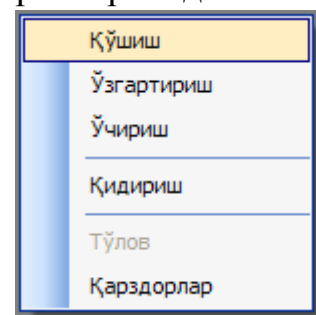 Қўшиш
Ўзгартириш
Ўчириш
Қидириш
Тўлов
Қарздорлар